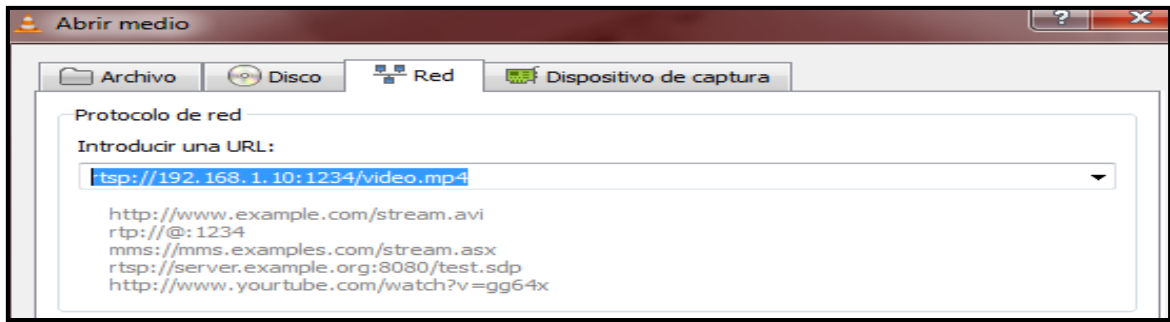 Abrir medio
Archivo Disco Red Dispositivo de captura
Protocolo de red
Introducir una URL:
rtsp://192.168.1.10:1234/video.mp4
http://www.example.com/stream.avi
rtp://@:1234
mms://mms.examples.com/stream.asx
rtsp://server.example.org:8080/test.sdp
http://www.yourtube.com/watch?v=gg64x